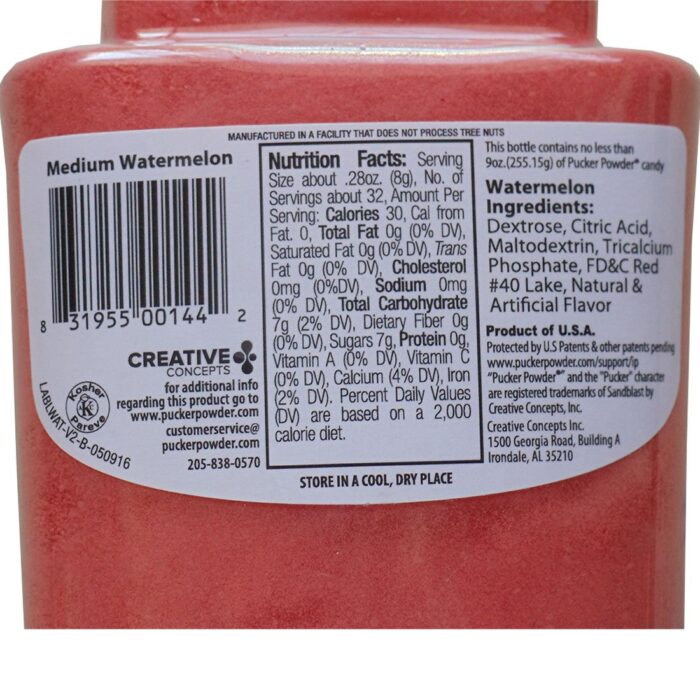 MANUFACTURED IN A FACILITY THAT DOES NOT PROCESS TREE NUTS
Medium Watermelon
8 31955 00144 2
CREATIVE
CONCEPTS
for additional info
regarding this product go to
www.puckerpowder.com
customerservice@
puckerpowder.com
205-838-0570
Kosher
K
Pareve
LABLWAT-V2-B-050916
Nutrition Facts: Serving
Size about .28oz. (8g), No. of
Servings about 32, Amount Per
Serving: Calories 30, Cal from
Fat. 0, Total Fat 0g (0% DV),
Saturated Fat 0g (0% DV), Trans
Fat 0g (0% DV), Cholesterol
0mg (0%DV), Sodium 0mg
(0% DV), Total Carbohydrate
7g (2% DV), Dietary Fiber 0g
(0% DV), Sugars 7g, Protein 0g,
Vitamin A (0% DV), Vitamin C
(0% DV), Calcium (4% DV), Iron
(2% DV). Percent Daily Values
(DV) are based on a 2,000
calorie diet.
This bottle contains no less than
9oz.(255.15g) of Pucker Powder® candy
Watermelon
Ingredients:
Dextrose, Citric Acid,
Maltodextrin, Tricalcium
Phosphate, FD&C Red
#40 Lake, Natural &
Artificial Flavor
Product of U.S.A.
Protected by U.S Patents & other patents pending
www.puckerpowder.com/support/ip
"Pucker Powder®" and the "Pucker" character
are registered trademarks of Sandblast by
Creative Concepts, Inc.
Creative Concepts Inc.
1500 Georgia Road, Building A
Irondale, AL 35210
STORE IN A COOL, DRY PLACE